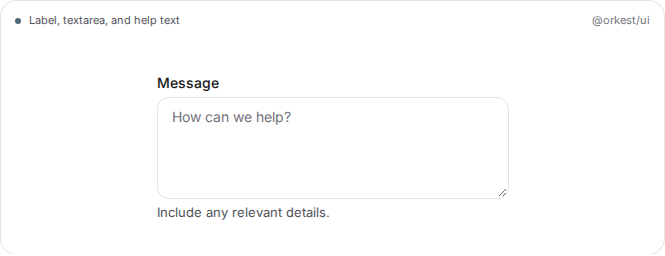 Label, textarea, and help text
@orkest/ui
Message
How can we help?
Include any relevant details.